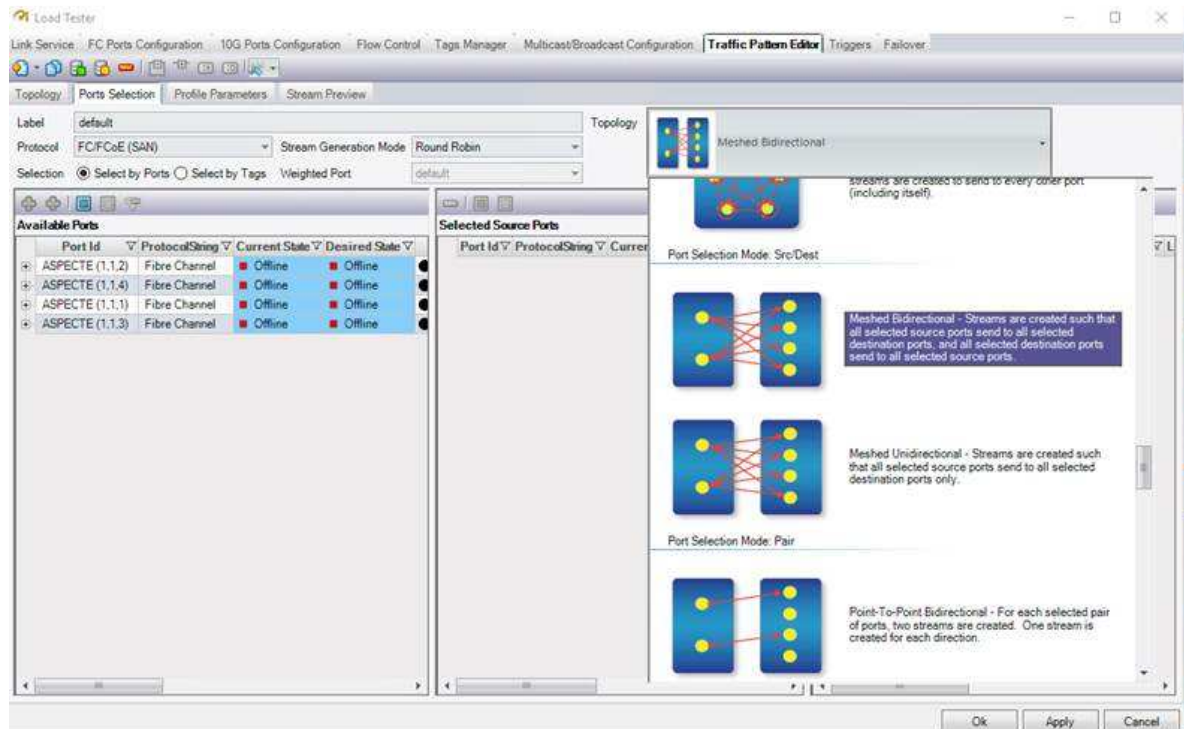 Load Tester
Link Service FC Ports Configuration 10G Ports Configuration Flow Control Tags Manager Multicast/Broadcast Configuration Traffic Pattern Editor Triggers Failover
Topology Ports Selection Profile Parameters Stream Preview
Label default Topology Meshed Bidirectional
Protocol FC/FCoE (SAN) Stream Generation Mode Round Robin
Selection Select by Ports Select by Tags Weighted Port default
Available Ports
Port Id ProtocolString Current State Desired State
ASPECTE (1,1,2) Fibre Channel Offline Offline
ASPECTE (1,1,4) Fibre Channel Offline Offline
ASPECTE (1,1,1) Fibre Channel Offline Offline
ASPECTE (1,1,3) Fibre Channel Offline Offline
Selected Source Ports
Port Id ProtocolString Curren
L
streams are created to send to every other port
(including itself).
Port Selection Mode: Src/Dest
Meshed Bidirectional - Streams are created such that
all selected source ports send to all selected
destination ports, and all selected destination ports
send to all selected source ports.
Meshed Unidirectional - Streams are created such
that all selected source ports send to all selected
destination ports only.
Port Selection Mode: Pair
Point-To-Point Bidirectional - For each selected pair
of ports, two streams are created. One stream is
created for each direction.
Ok Apply Cancel